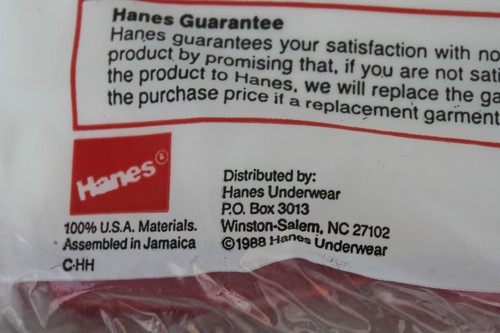 Hanes Guarantee
Hanes guarantees your satisfaction with no
product by promising that, if you are not sati
the product to Hanes, we will replace the ga
the purchase price if a replacement garment
Hanes®
100% U.S.A. Materials.
Assembled in Jamaica
C-HH
Distributed by:
Hanes Underwear
P.O. Box 3013
Winston-Salem, NC 27102
©1988 Hanes Underwear